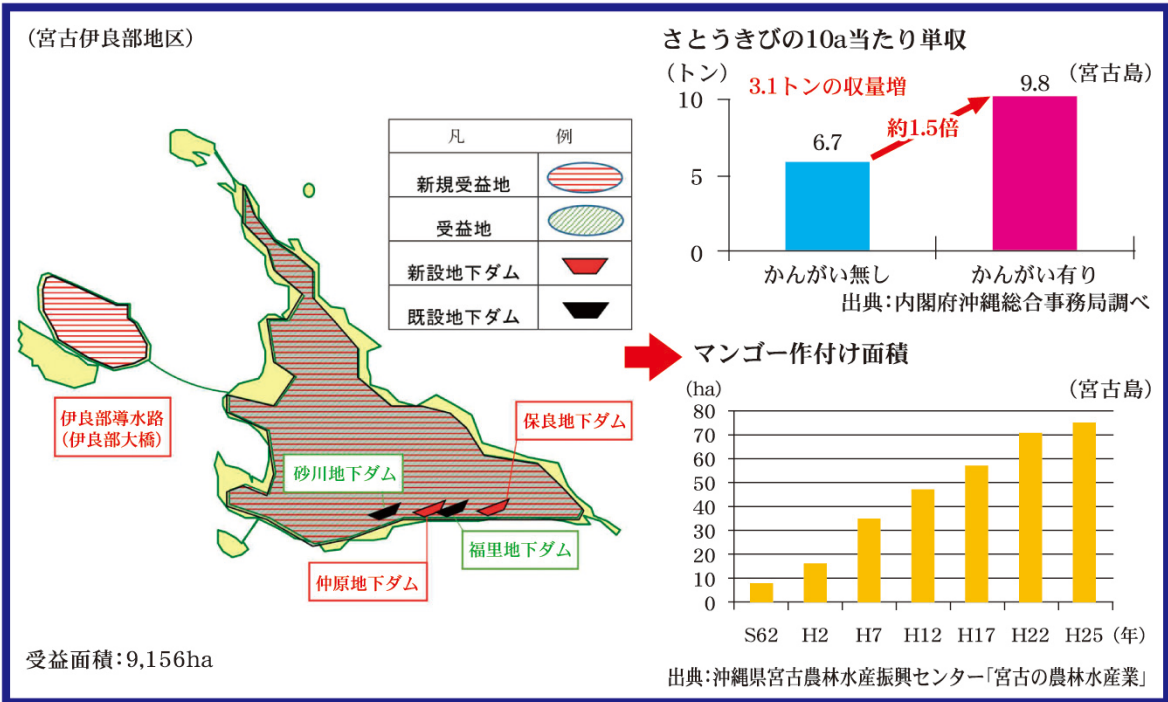 (宮古伊良部地区)
凡 例
新規受益地
受益地
新設地下ダム
既設地下ダム
伊良部導水路
(伊良部大橋)
保良地下ダム
砂川地下ダム
福里地下ダム
仲原地下ダム
受益面積:9,156ha
さとうきびの10a当たり単収
(トン)
(宮古島)
3.1トンの収量増
約1.5倍
9.8
6.7
10
5
0
かんがい無し かんがい有り
出典:内閣府沖縄総合事務局調べ
マンゴー作付け面積
(ha)
(宮古島)
80
70
60
50
40
30
20
10
0
S62 H2 H7 H12 H17 H22 H25 (年)
出典:沖縄県宮古農林水産振興センター「宮古の農林水産業」